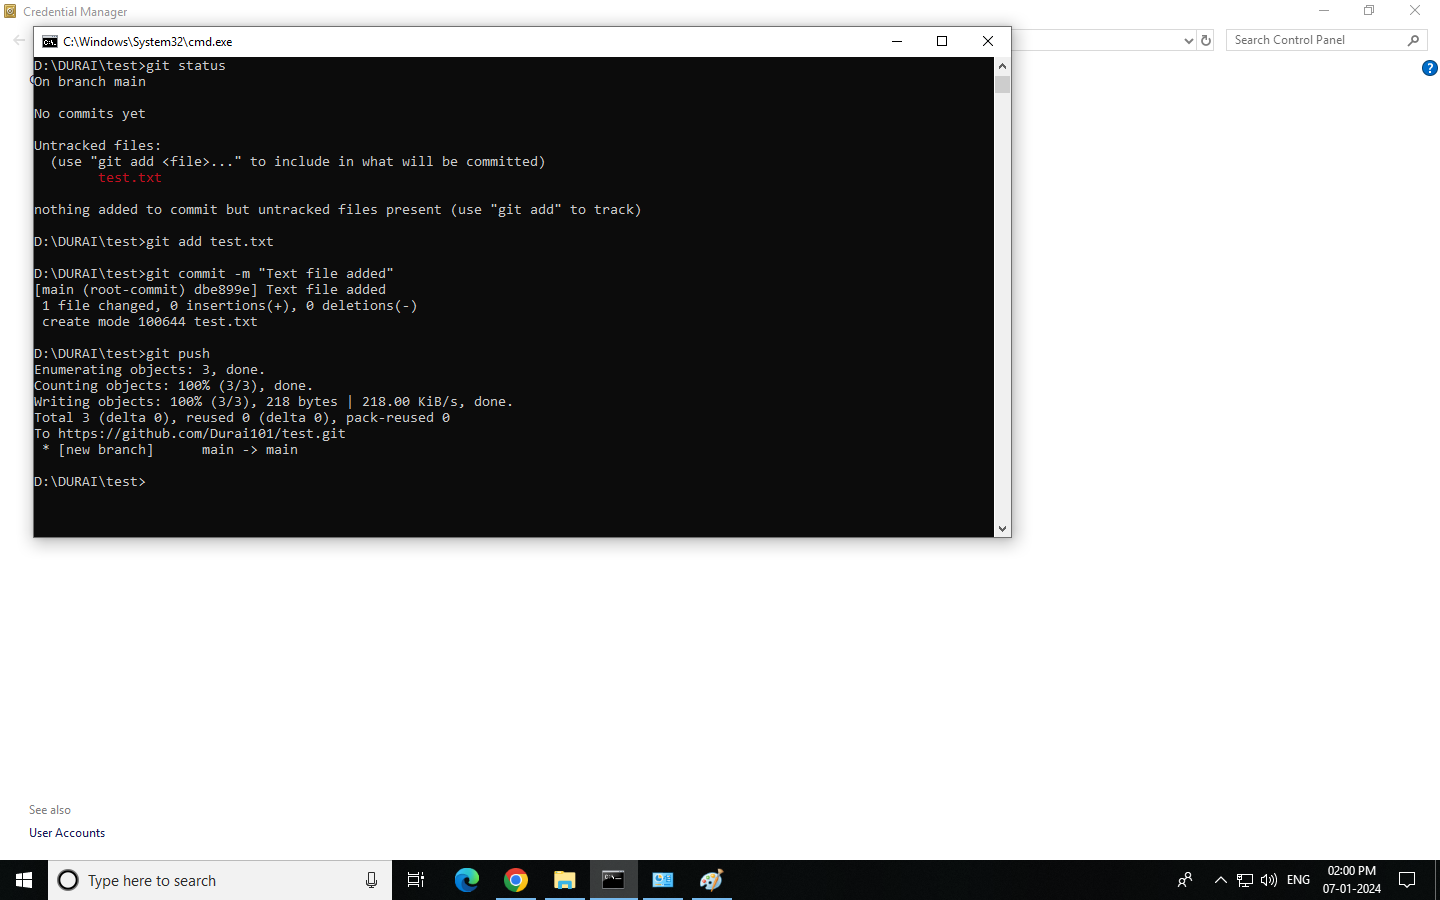 Credential Manager
C:\Windows\System32\cmd.exe
Search Control Panel
?
D:\DURAI\test>git status
On branch main
No commits yet
Untracked files:
(use "git add <file>..." to include in what will be committed)
test.txt
nothing added to commit but untracked files present (use "git add" to track)
D:\DURAI\test>git add test.txt
D:\DURAI\test>git commit -m "Text file added"
[main (root-commit) dbe899e] Text file added
1 file changed, 0 insertions(+), 0 deletions(-)
create mode 100644 test.txt
D:\DURAI\test>git push
Enumerating objects: 3, done.
Counting objects: 100% (3/3), done.
Writing objects: 100% (3/3), 218 bytes | 218.00 KiB/s, done.
Total 3 (delta 0), reused 0 (delta 0), pack-reused 0
To https://github.com/Durai101/test.git
* [new branch]      main -> main
D:\DURAI\test>
See also
User Accounts
Type here to search
ENG
02:00 PM
07-01-2024